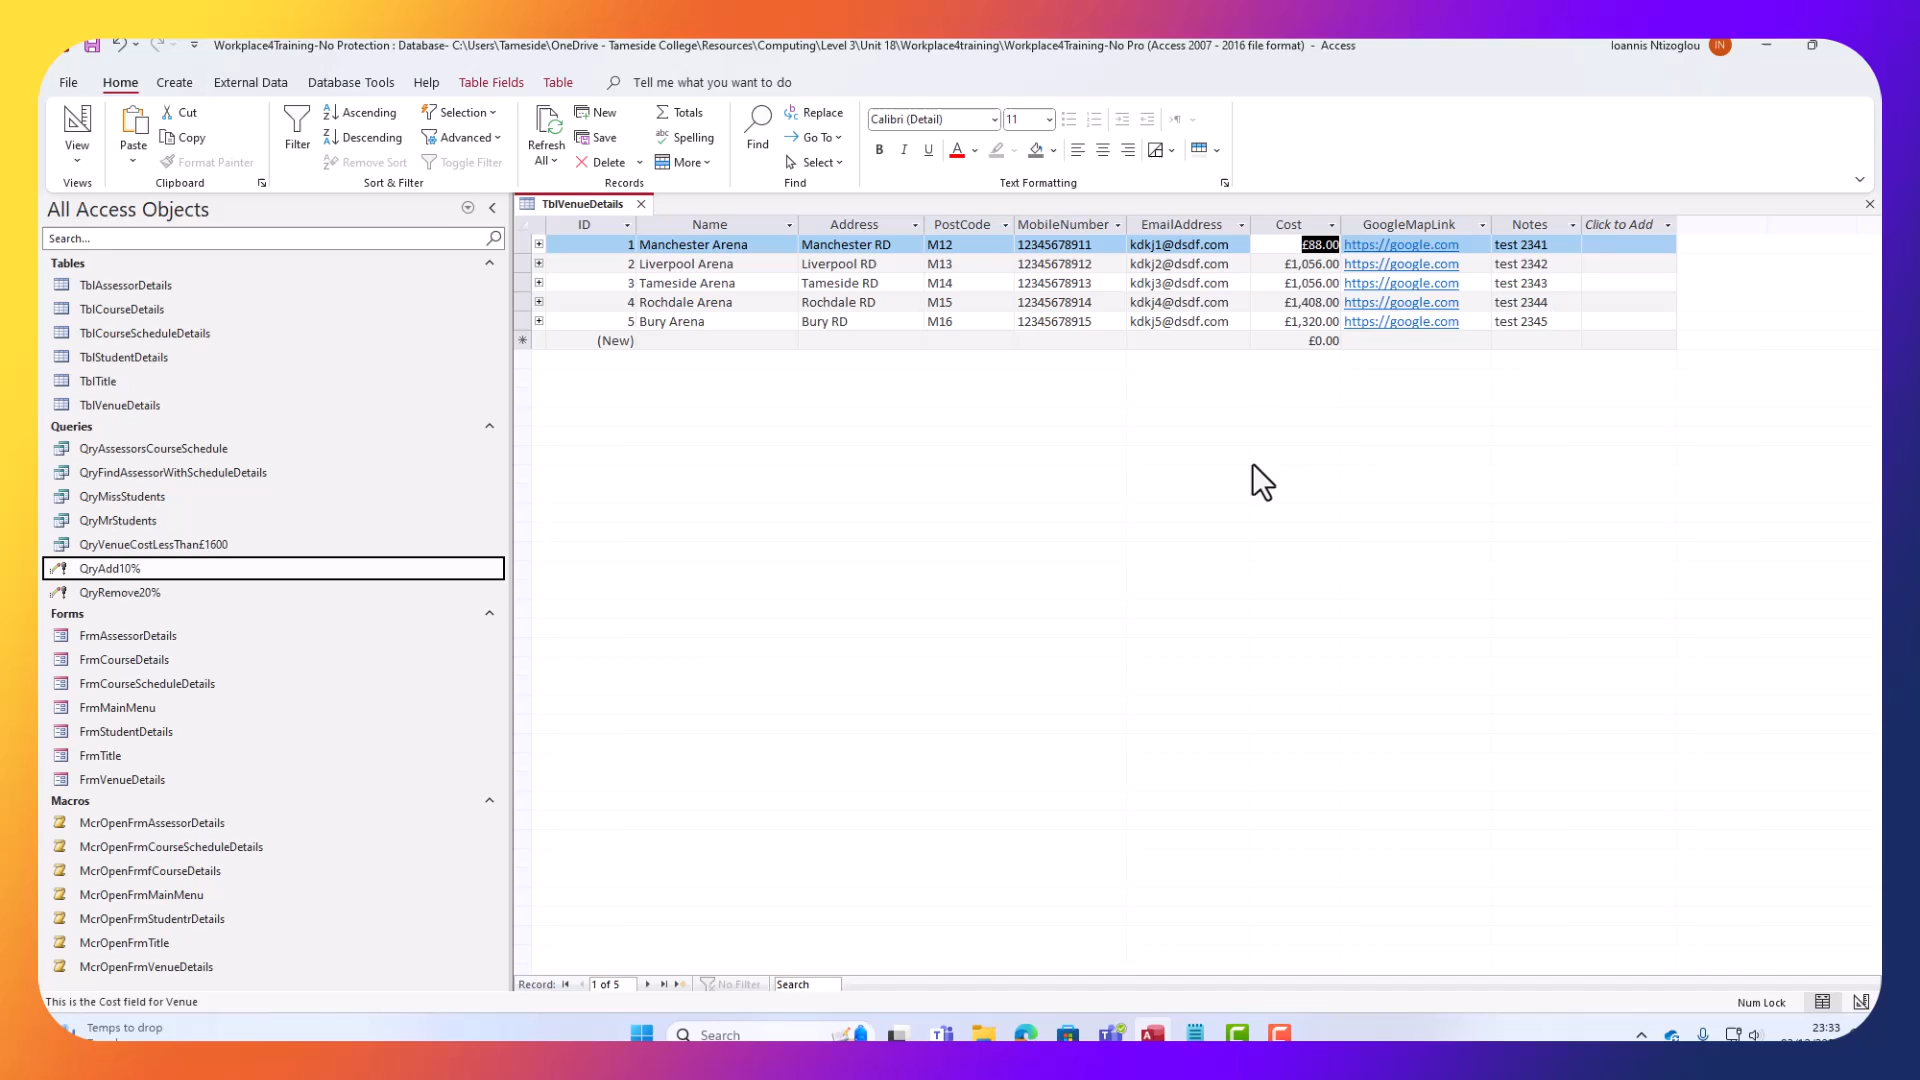 Workplace4Training-No Protection : Database- C:\Users\Tameside\OneDrive - Tameside College\Resources\Computing\Level 3\Unit 18\Workplace4training\Workplace4Training-No Pro (Access 2007 - 2016 file format) - Access
Ioannis Ntizoglou IN
File Home Create External Data Database Tools Help Table Fields Table Tell me what you want to do
View
Views
Paste
Cut
Copy
Format Painter
Clipboard
Filter
Ascending
Descending
Remove Sort
Selection
Advanced
Toggle Filter
Sort & Filter
Refresh
All
New
Save
Delete
Totals
Spelling
More
Records
Find
Replace
Go To
Select
Find
Calibri (Detail) 11
B I U A
Text Formatting
All Access Objects
Search...
Tables
TblAssessorDetails
TblCourseDetails
TblCourseScheduleDetails
TblStudentDetails
TblTitle
TblVenueDetails
Queries
QryAssessorsCourseSchedule
QryFindAssessorWithScheduleDetails
QryMissStudents
QryMrStudents
QryVenueCostLessThan£1600
QryAdd10%
QryRemove20%
Forms
FrmAssessorDetails
FrmCourseDetails
FrmCourseScheduleDetails
FrmMainMenu
FrmStudentDetails
FrmTitle
FrmVenueDetails
Macros
McrOpenFrmAssessorDetails
McrOpenFrmCourseScheduleDetails
McrOpenFrmfCourseDetails
McrOpenFrmMainMenu
McrOpenFrmStudentrDetails
McrOpenFrmTitle
McrOpenFrmVenueDetails
TblVenueDetails
ID Name Address PostCode MobileNumber EmailAddress Cost GoogleMapLink Notes Click to Add
1 Manchester Arena Manchester RD M12 12345678911 kdkj1@dsdf.com £88.00 https://google.com test 2341
2 Liverpool Arena Liverpool RD M13 12345678912 kdkj2@dsdf.com £1,056.00 https://google.com test 2342
3 Tameside Arena Tameside RD M14 12345678913 kdkj3@dsdf.com £1,056.00 https://google.com test 2343
4 Rochdale Arena Rochdale RD M15 12345678914 kdkj4@dsdf.com £1,408.00 https://google.com test 2344
5 Bury Arena Bury RD M16 12345678915 kdkj5@dsdf.com £1,320.00 https://google.com test 2345
(New) £0.00
Record: 1 of 5 No Filter Search
This is the Cost field for Venue
Num Lock
Temps to drop
Search
23:33